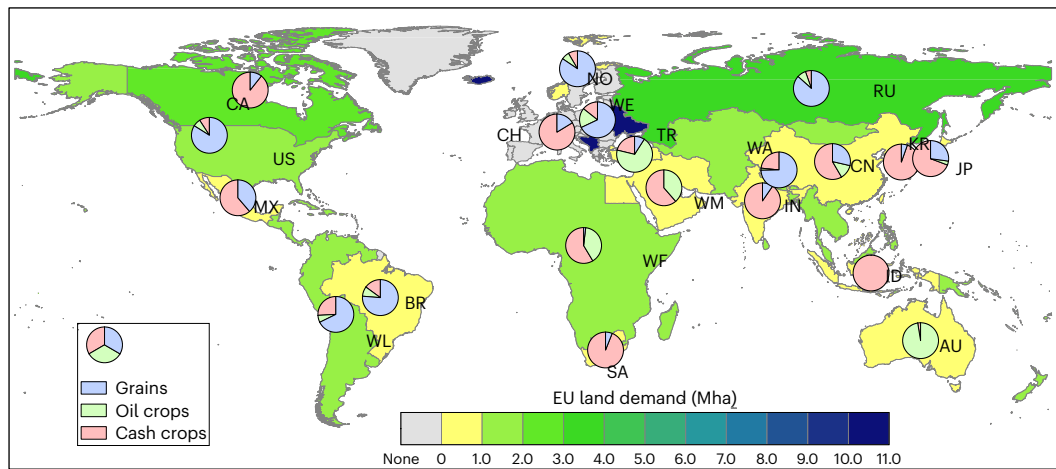 NO
CA
RU
WE
CH
TR
US
WA
KR
CN
JP
MX
WM
IN
WF
ID
BR
WL
AU
SA
Grains
Oil crops
Cash crops
EU land demand (Mha)
None 0 1.0 2.0 3.0 4.0 5.0 6.0 7.0 8.0 9.0 10.0 11.0